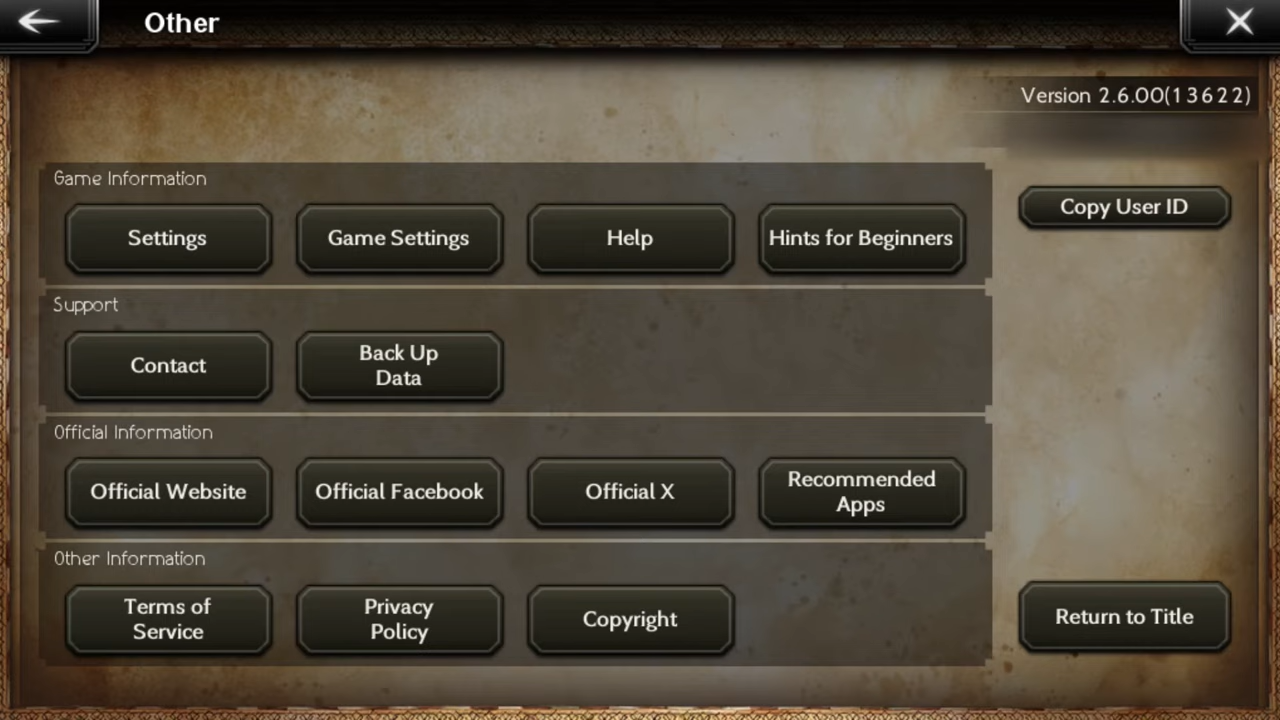 Other
Version 2.6.00(13622)
Game Information
Settings
Game Settings
Help
Hints for Beginners
Copy User ID
Support
Contact
Back Up
Data
Official Information
Official Website
Official Facebook
Official X
Recommended
Apps
Other Information
Terms of
Service
Privacy
Policy
Copyright
Return to Title